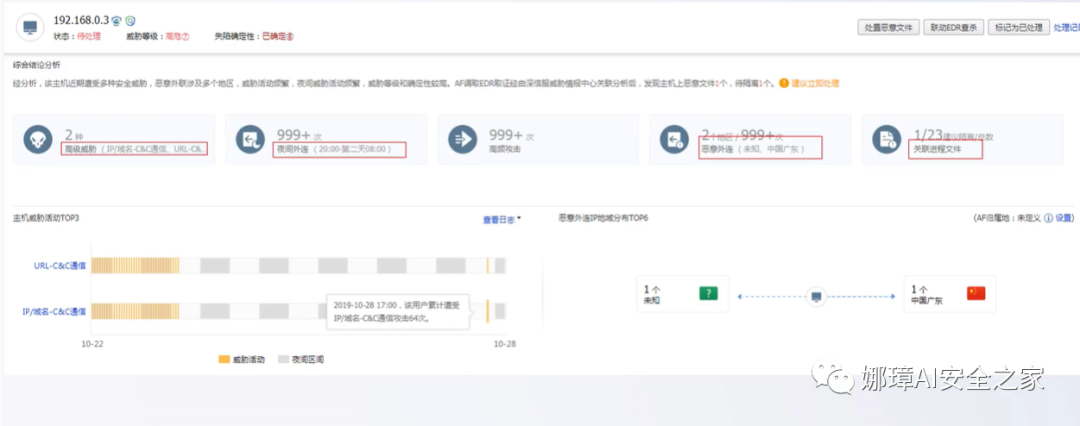 192.168.0.3
处置恶意文件 联动EDR查杀 标记为已处理 处理记
状态：待处理 威胁等级：高危 失陷确定性：已确定
综合结论分析
经分析，该主机近期遭受多种安全威胁，恶意外联涉及多个地区，威胁活动频繁，夜间威胁活动频繁，威胁等级和确定性较高。AF调取EDR取证经由深信服威胁情报中心关联分析后，发现主机上恶意文件1个，待隔离1个。 建议立即处理
2 种
高级威胁（ IP/域名-C&C通信、URL-C&..
999+ 次
夜间外连（ 20:00-第二天08:00 ）
999+ 次
高频攻击
2个地区 / 999+ 次
恶意外连（ 未知、中国广东 ）
1/23 建议隔离/总数
关联进程文件
主机威胁活动TOP3 查看日志
恶意外连IP地域分布TOP6 (AF归属地：未定义 设置)
URL-C&C通信
IP/域名-C&C通信
2019-10-28 17:00，该用户累计遭受
IP/域名-C&C通信攻击64次。
10-22 10-28
威胁活动 夜间区间
1 个
未知
?
1 个
中国广东
娜璋AI安全之家